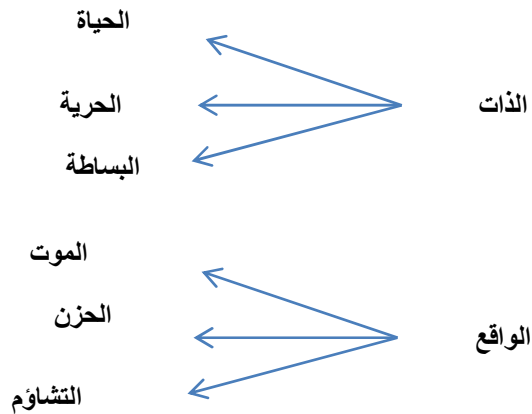 الحياة
الذات
الحرية
البساطة
الموت
الحزن
الواقع
التشاؤم